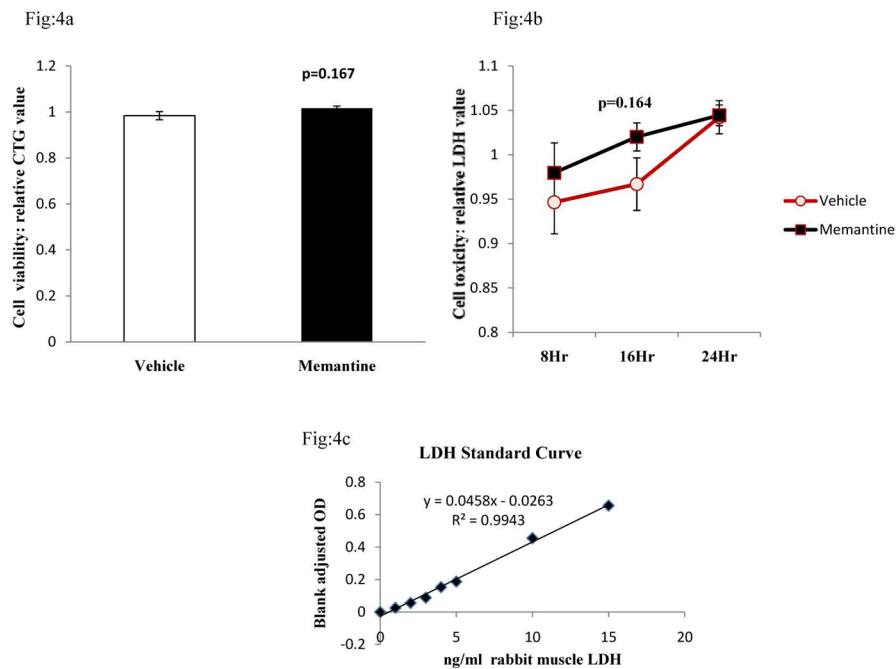 Fig:4a
Cell viability: relative CTG value
1.2
1
0.8
0.6
0.4
0.2
0
p=0.167
Vehicle
Memantine
Fig:4b
Cell toxicity: relative LDH value
1.1
1.05
1
0.95
0.9
0.85
0.8
p=0.164
8Hr
16Hr
24Hr
Vehicle
Memantine
Fig:4c
LDH Standard Curve
Blank adjusted OD
0.8
0.6
0.4
0.2
0
-0.2
y = 0.0458x - 0.0263
R² = 0.9943
0
5
10
15
20
ng/ml rabbit muscle LDH